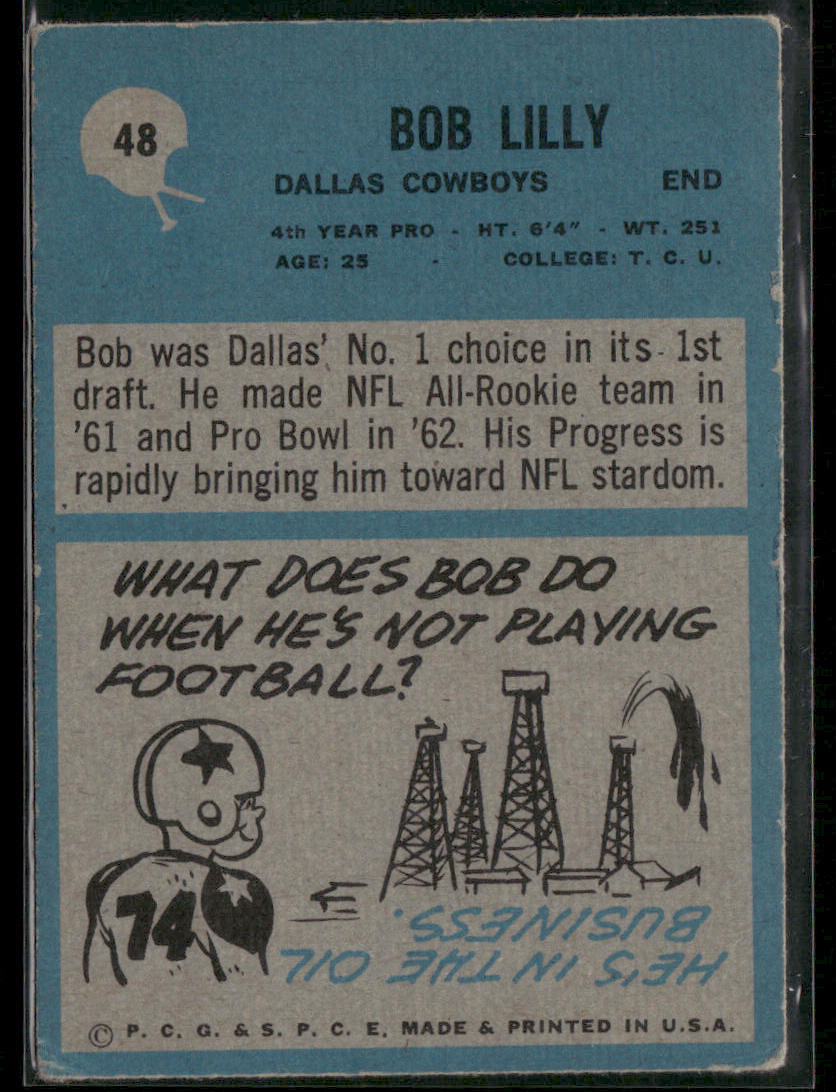 48
BOB LILLY
DALLAS COWBOYS END
4th YEAR PRO - HT. 6'4" - WT. 251
AGE: 25 - COLLEGE: T. C. U.
Bob was Dallas' No. 1 choice in its 1st
draft. He made NFL All-Rookie team in
'61 and Pro Bowl in '62. His Progress is
rapidly bringing him toward NFL stardom.
WHAT DOES BOB DO
WHEN HE'S NOT PLAYING
FOOTBALL?
74
HE'S IN THE OIL
BUSINESS.
© P. C. G. & S. P. C. E. MADE & PRINTED IN U.S.A.